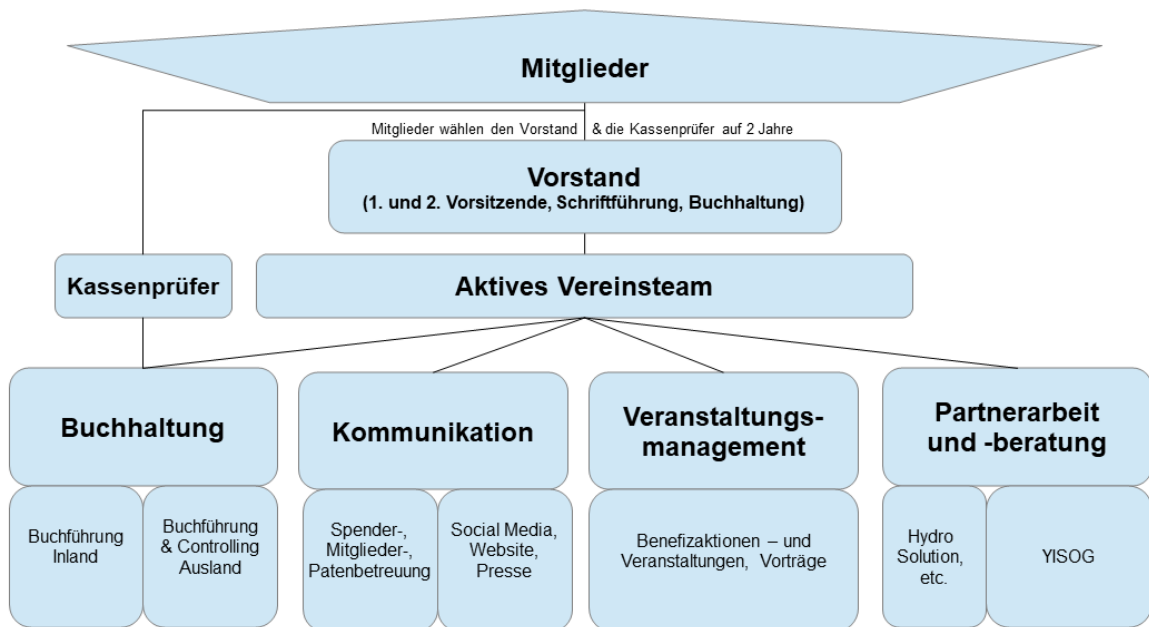 Mitglieder
Mitglieder wählen den Vorstand & die Kassenprüfer auf 2 Jahre
Vorstand
(1. und 2. Vorsitzende, Schriftführung, Buchhaltung)
Kassenprüfer
Aktives Vereinsteam
Buchhaltung
Kommunikation
Veranstaltungs-
management
Partnerarbeit
und -beratung
Buchführung
Inland
Buchführung
& Controlling
Ausland
Spender-,
Mitglieder-,
Patenbetreuung
Social Media,
Website,
Presse
Benefizaktionen – und
Veranstaltungen, Vorträge
Hydro
Solution,
etc.
YISOG